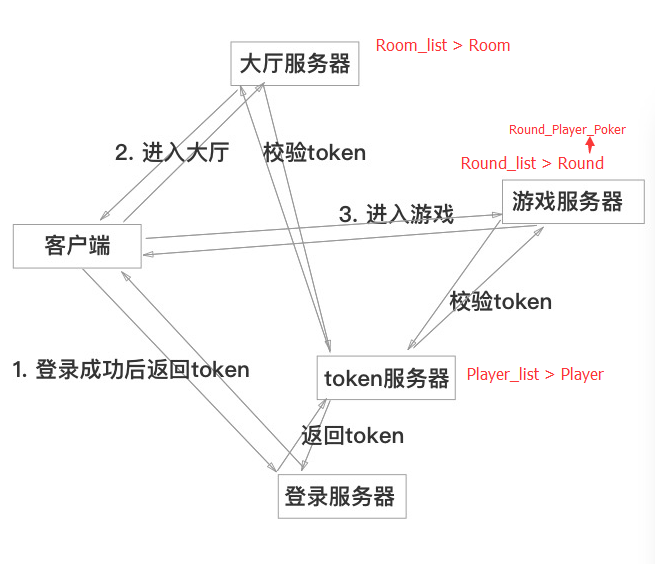 Room_list > Room
大厅服务器
Round_Player_Poker
2. 进入大厅
校验token
Round_list > Round
游戏服务器
3. 进入游戏
客户端
校验token
1. 登录成功后返回token
token服务器
Player_list > Player
返回token
登录服务器